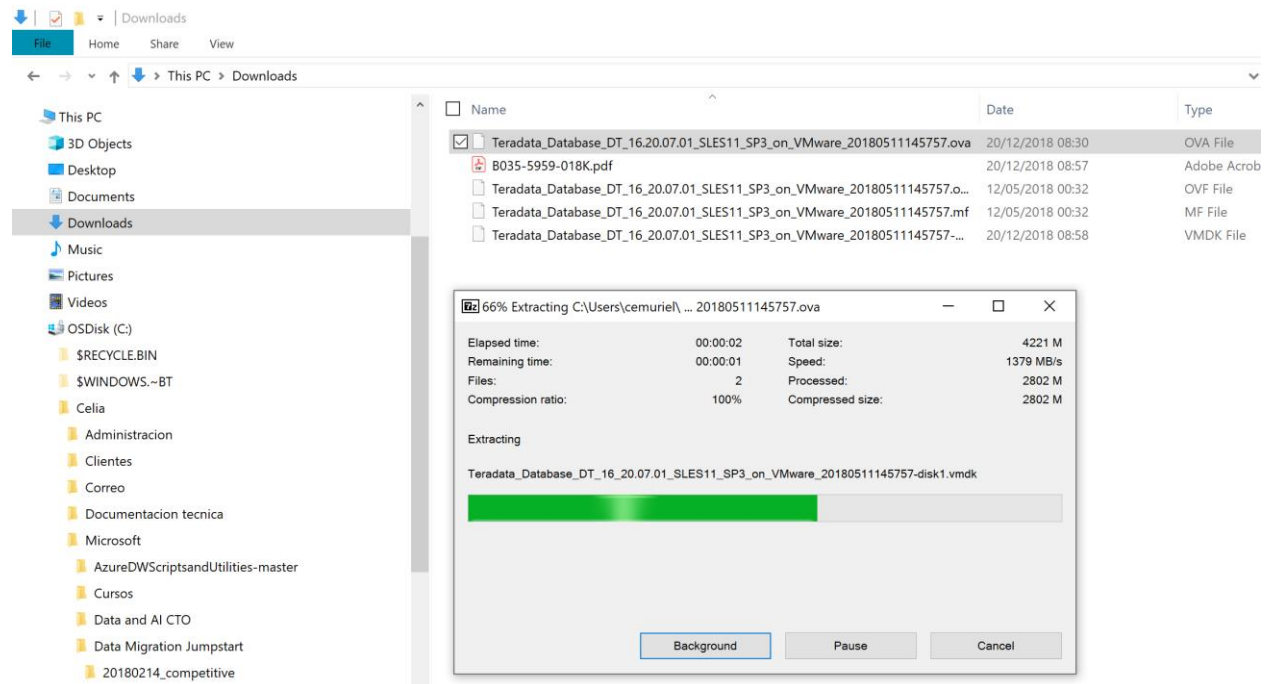 Downloads
File Home Share View
This PC > Downloads
This PC
3D Objects
Desktop
Documents
Downloads
Music
Pictures
Videos
OSDisk (C:)
$RECYCLE.BIN
$WINDOWS.~BT
Celia
Administracion
Clientes
Correo
Documentacion tecnica
Microsoft
AzureDWScriptsandUtilities-master
Cursos
Data and AI CTO
Data Migration Jumpstart
20180214_competitive
Name Date Type
Teradata_Database_DT_16.20.07.01_SLES11_SP3_on_VMware_20180511145757.ova 20/12/2018 08:30 OVA File
B035-5959-018K.pdf 20/12/2018 08:57 Adobe Acrob
Teradata_Database_DT_16_20.07.01_SLES11_SP3_on_VMware_20180511145757.o... 12/05/2018 00:32 OVF File
Teradata_Database_DT_16_20.07.01_SLES11_SP3_on_VMware_20180511145757.mf 12/05/2018 00:32 MF File
Teradata_Database_DT_16_20.07.01_SLES11_SP3_on_VMware_20180511145757-... 20/12/2018 08:58 VMDK File
7z 66% Extracting C:\Users\cemuriel\ ... 20180511145757.ova
Elapsed time: 00:00:02 Total size: 4221 M
Remaining time: 00:00:01 Speed: 1379 MB/s
Files: 2 Processed: 2802 M
Compression ratio: 100% Compressed size: 2802 M
Extracting
Teradata_Database_DT_16_20.07.01_SLES11_SP3_on_VMware_20180511145757-disk1.vmdk
Background Pause Cancel